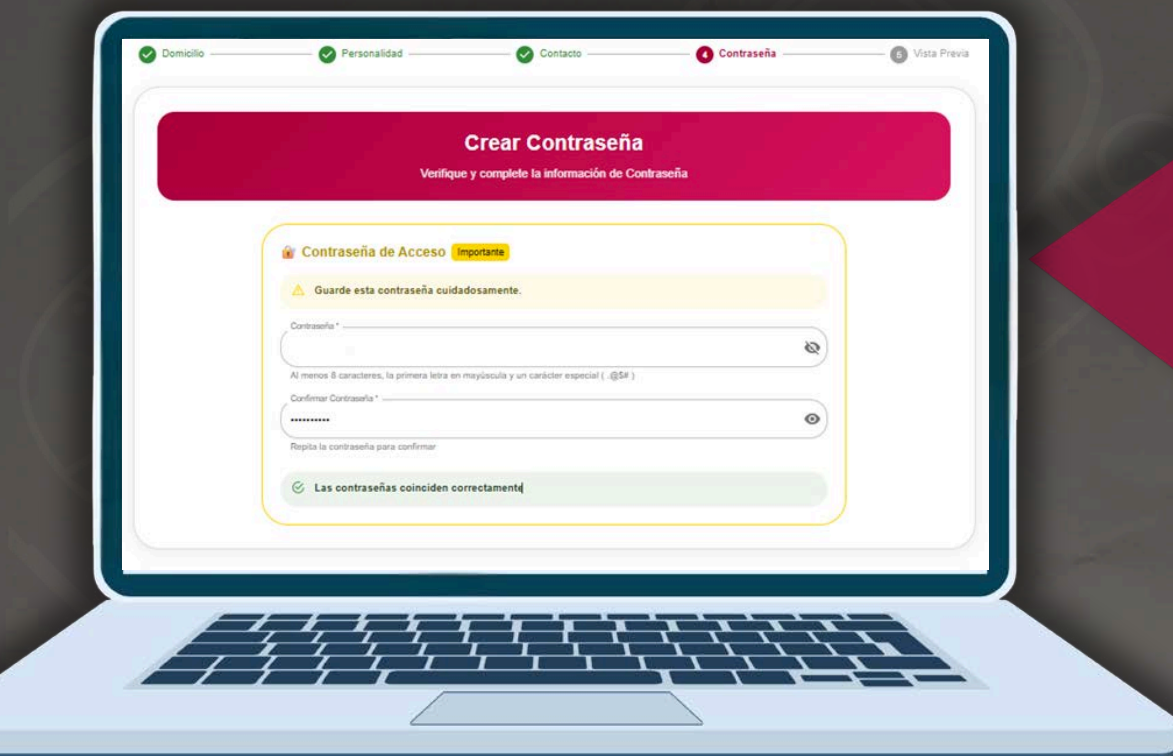 Domicilio
Personalidad
Contacto
4 Contraseña
5 Vista Previa
Crear Contraseña
Verifique y complete la información de Contraseña
Contraseña de Acceso Importante
Guarde esta contraseña cuidadosamente.
Contraseña *
Al menos 8 caracteres, la primera letra en mayúscula y un carácter especial ( .@$# )
Confirmar Contraseña *
••••••••••
Repita la contraseña para confirmar
Las contraseñas coinciden correctamente